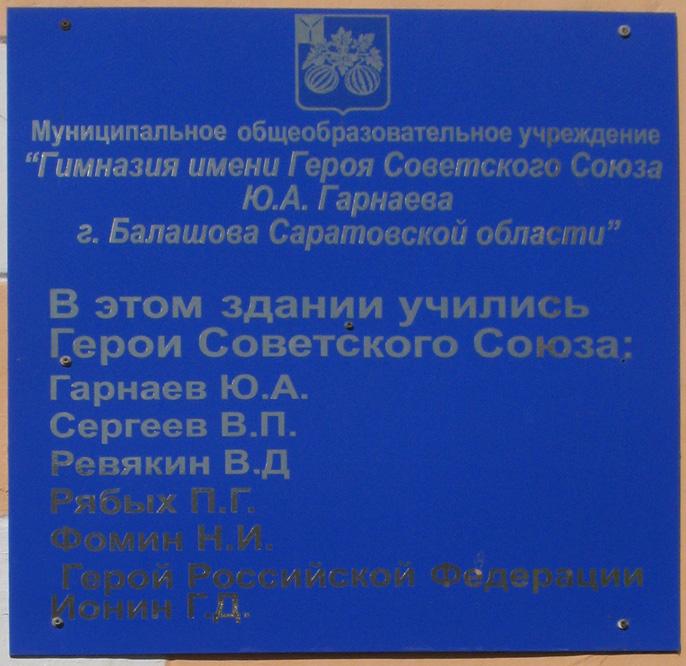 Муниципальное общеобразовательное учреждение
“Гимназия имени Героя Советского Союза
Ю.А. Гарнаева
г. Балашова Саратовской области”
В этом здании учились
Герои Советского Союза:
Гарнаев Ю.А.
Сергеев В.П.
Ревякин В.Д
Рябых П.Г.
Фомин Н.И.
Герой Российской Федерации
Ионин Г.Д.